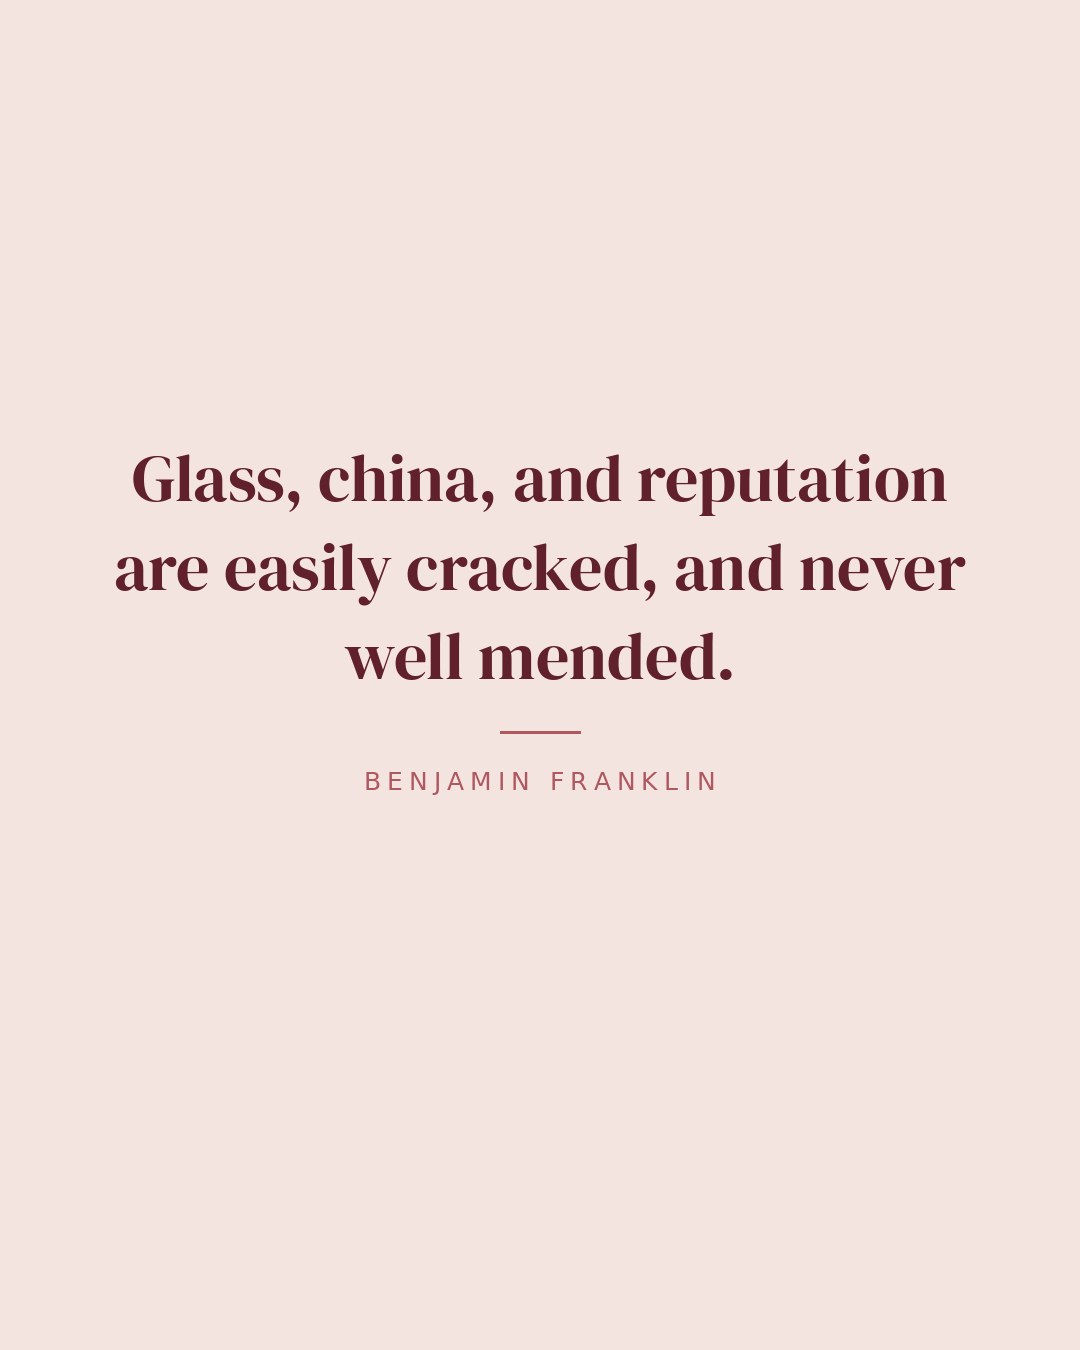 Glass, china, and reputation
are easily cracked, and never
well mended.
BENJAMIN FRANKLIN